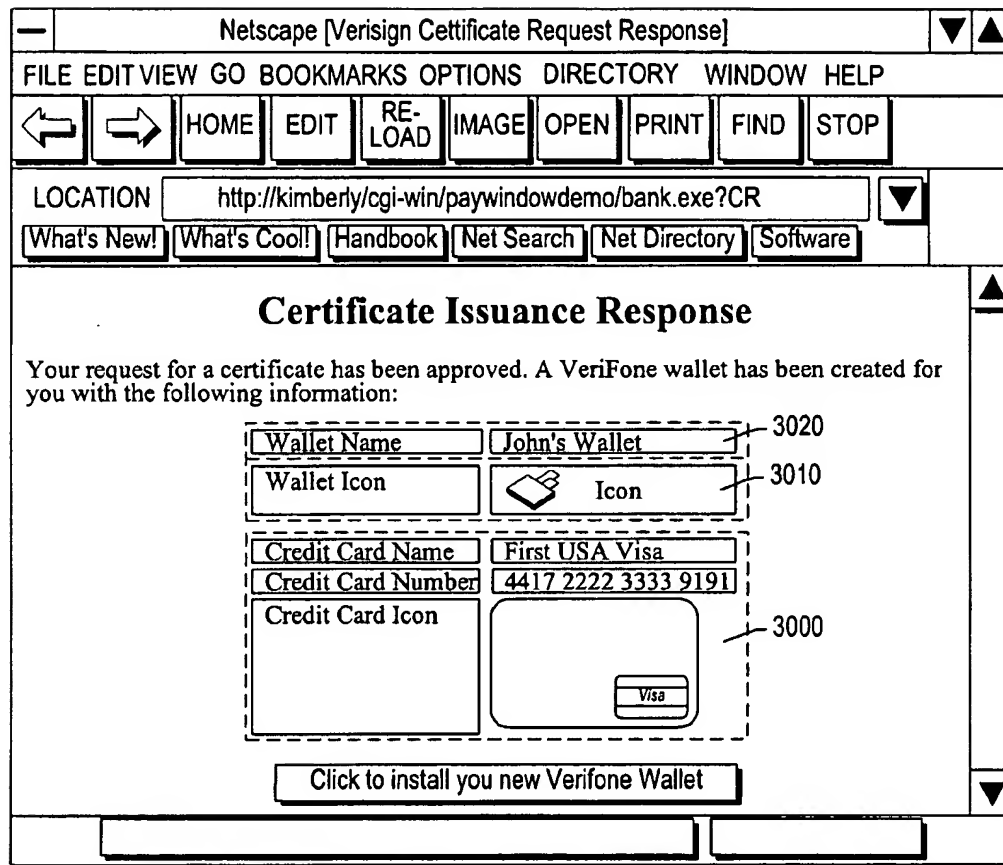 Netscape [Verisign Cettificate Request Response]
FILE EDIT VIEW GO BOOKMARKS OPTIONS DIRECTORY WINDOW HELP
HOME EDIT RE-LOAD IMAGE OPEN PRINT FIND STOP
LOCATION http://kimberly/cgi-win/paywindowdemo/bank.exe?CR
What's New! What's Cool! Handbook Net Search Net Directory Software
Certificate Issuance Response
Your request for a certificate has been approved. A VeriFone wallet has been created for
you with the following information:
Wallet Name John's Wallet 3020
Wallet Icon Icon 3010
Credit Card Name First USA Visa
Credit Card Number 4417 2222 3333 9191
Credit Card Icon 3000
Visa
Click to install you new Verifone Wallet